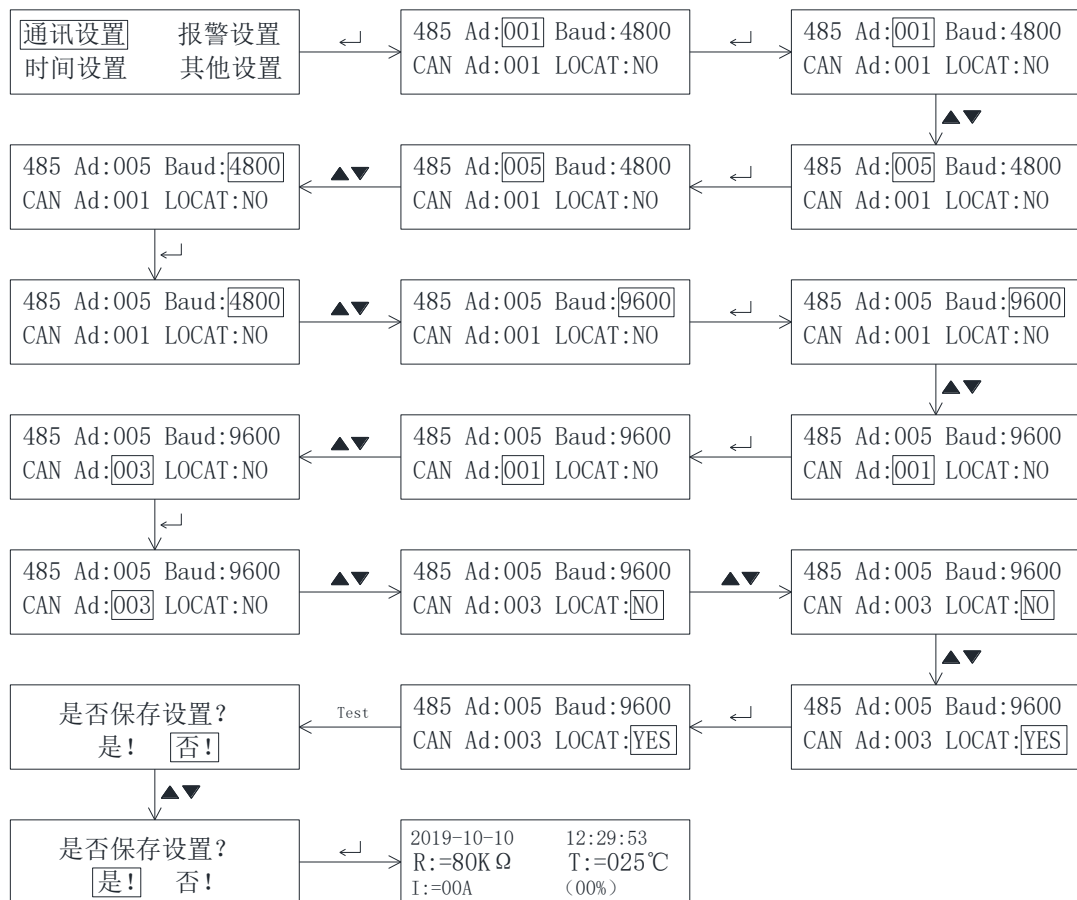 通讯设置 报警设置
时间设置 其他设置
485 Ad:001 Baud:4800
CAN Ad:001 LOCAT:NO
485 Ad:001 Baud:4800
CAN Ad:001 LOCAT:NO
485 Ad:005 Baud:4800
CAN Ad:001 LOCAT:NO
485 Ad:005 Baud:4800
CAN Ad:001 LOCAT:NO
485 Ad:001 Baud:4800
CAN Ad:001 LOCAT:NO
485 Ad:005 Baud:4800
CAN Ad:001 LOCAT:NO
485 Ad:005 Baud:9600
CAN Ad:001 LOCAT:NO
485 Ad:005 Baud:9600
CAN Ad:001 LOCAT:NO
485 Ad:005 Baud:9600
CAN Ad:003 LOCAT:NO
485 Ad:005 Baud:9600
CAN Ad:001 LOCAT:NO
485 Ad:005 Baud:9600
CAN Ad:001 LOCAT:NO
485 Ad:005 Baud:9600
CAN Ad:003 LOCAT:NO
485 Ad:005 Baud:9600
CAN Ad:003 LOCAT:NO
485 Ad:005 Baud:9600
CAN Ad:003 LOCAT:NO
是否保存设置?
是! 否!
Test
485 Ad:005 Baud:9600
CAN Ad:003 LOCAT:YES
485 Ad:005 Baud:9600
CAN Ad:003 LOCAT:YES
是否保存设置?
是! 否!
2019-10-10 12:29:53
R:=80KΩ T:=025℃
I:=00A (00%)